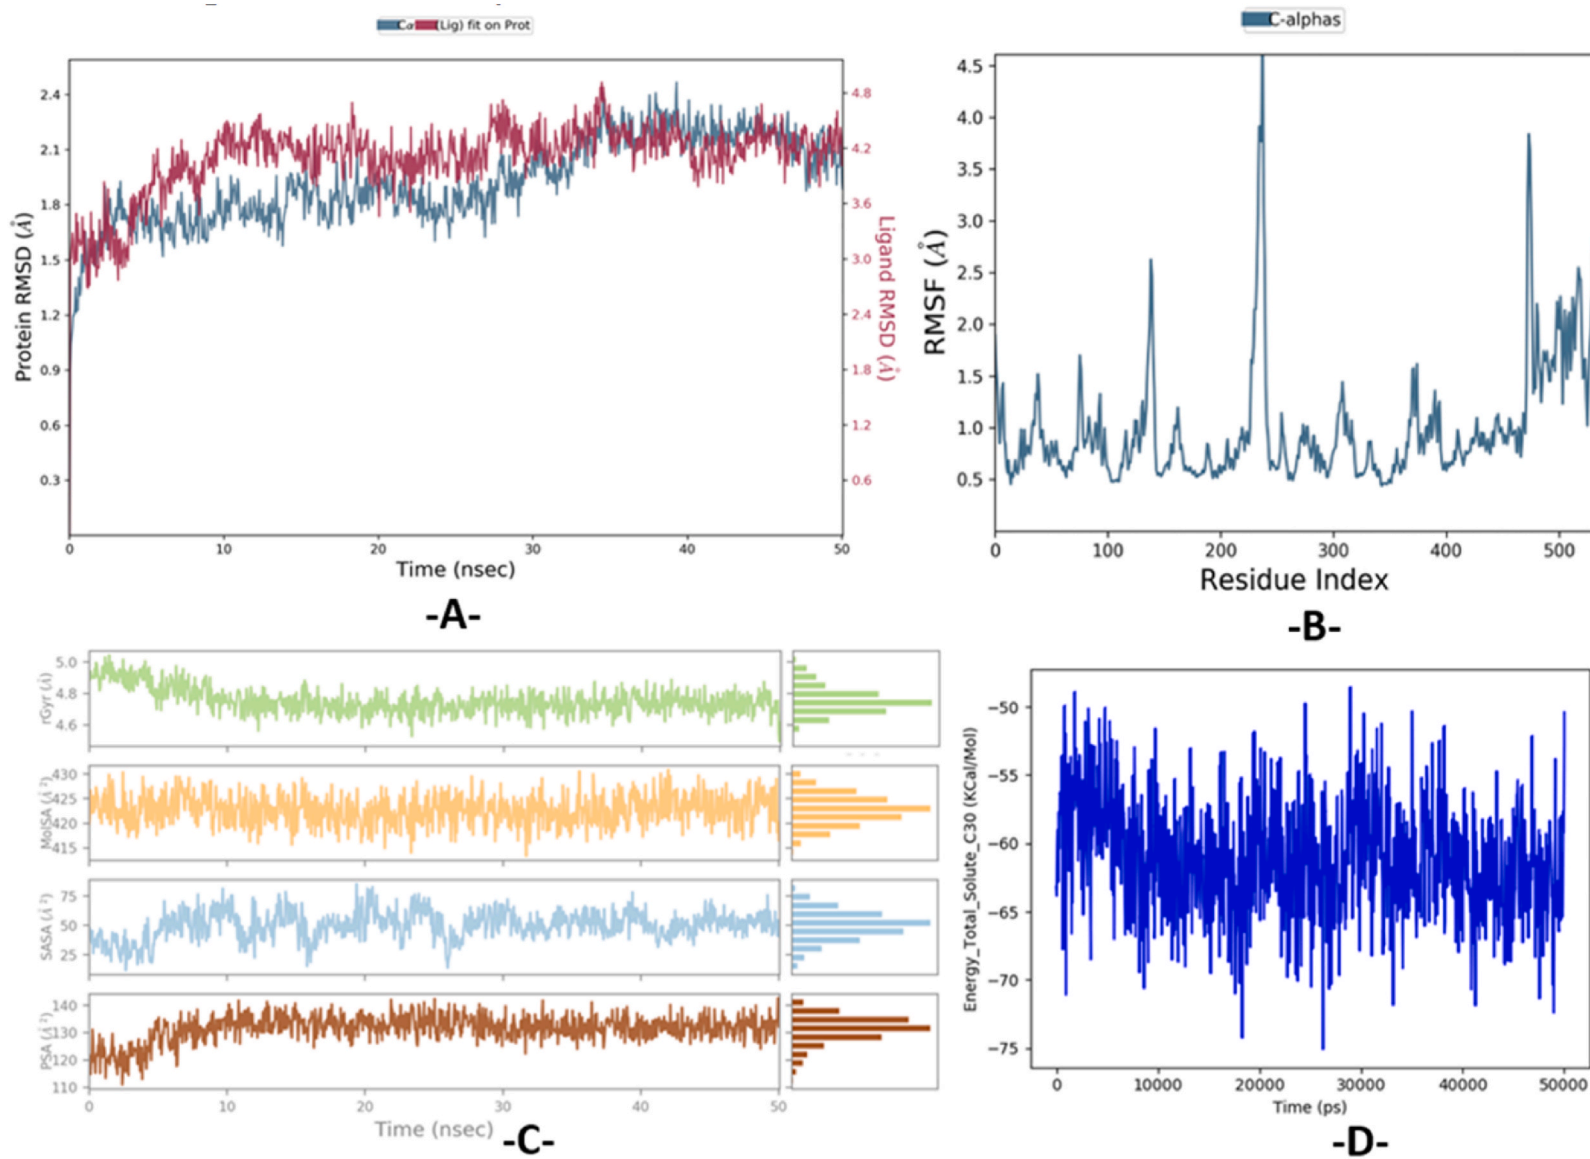 Cα (Lig) fit on Prot
C-alphas
Protein RMSD (Å)
2.4
2.1
1.8
1.5
1.2
0.9
0.6
0.3
4.8
4.2
3.6
3.0
2.4
1.8
1.2
0.6
Ligand RMSD (Å)
0 10 20 30 40 50
Time (nsec)
-A-
RMSF (Å)
4.5
4.0
3.5
3.0
2.5
2.0
1.5
1.0
0.5
0 100 200 300 400 500
Residue Index
-B-
rGyr (Å)
5.0
4.8
4.6
MolSA (Å²)
430
425
420
415
SASA (Å²)
75
50
25
PSA (Å²)
140
130
120
110
0 10 20 30 40 50
Time (nsec)
-C-
Energy_Total_Solute_C30 (KCal/Mol)
−50
−55
−60
−65
−70
−75
0 10000 20000 30000 40000 50000
Time (ps)
-D-